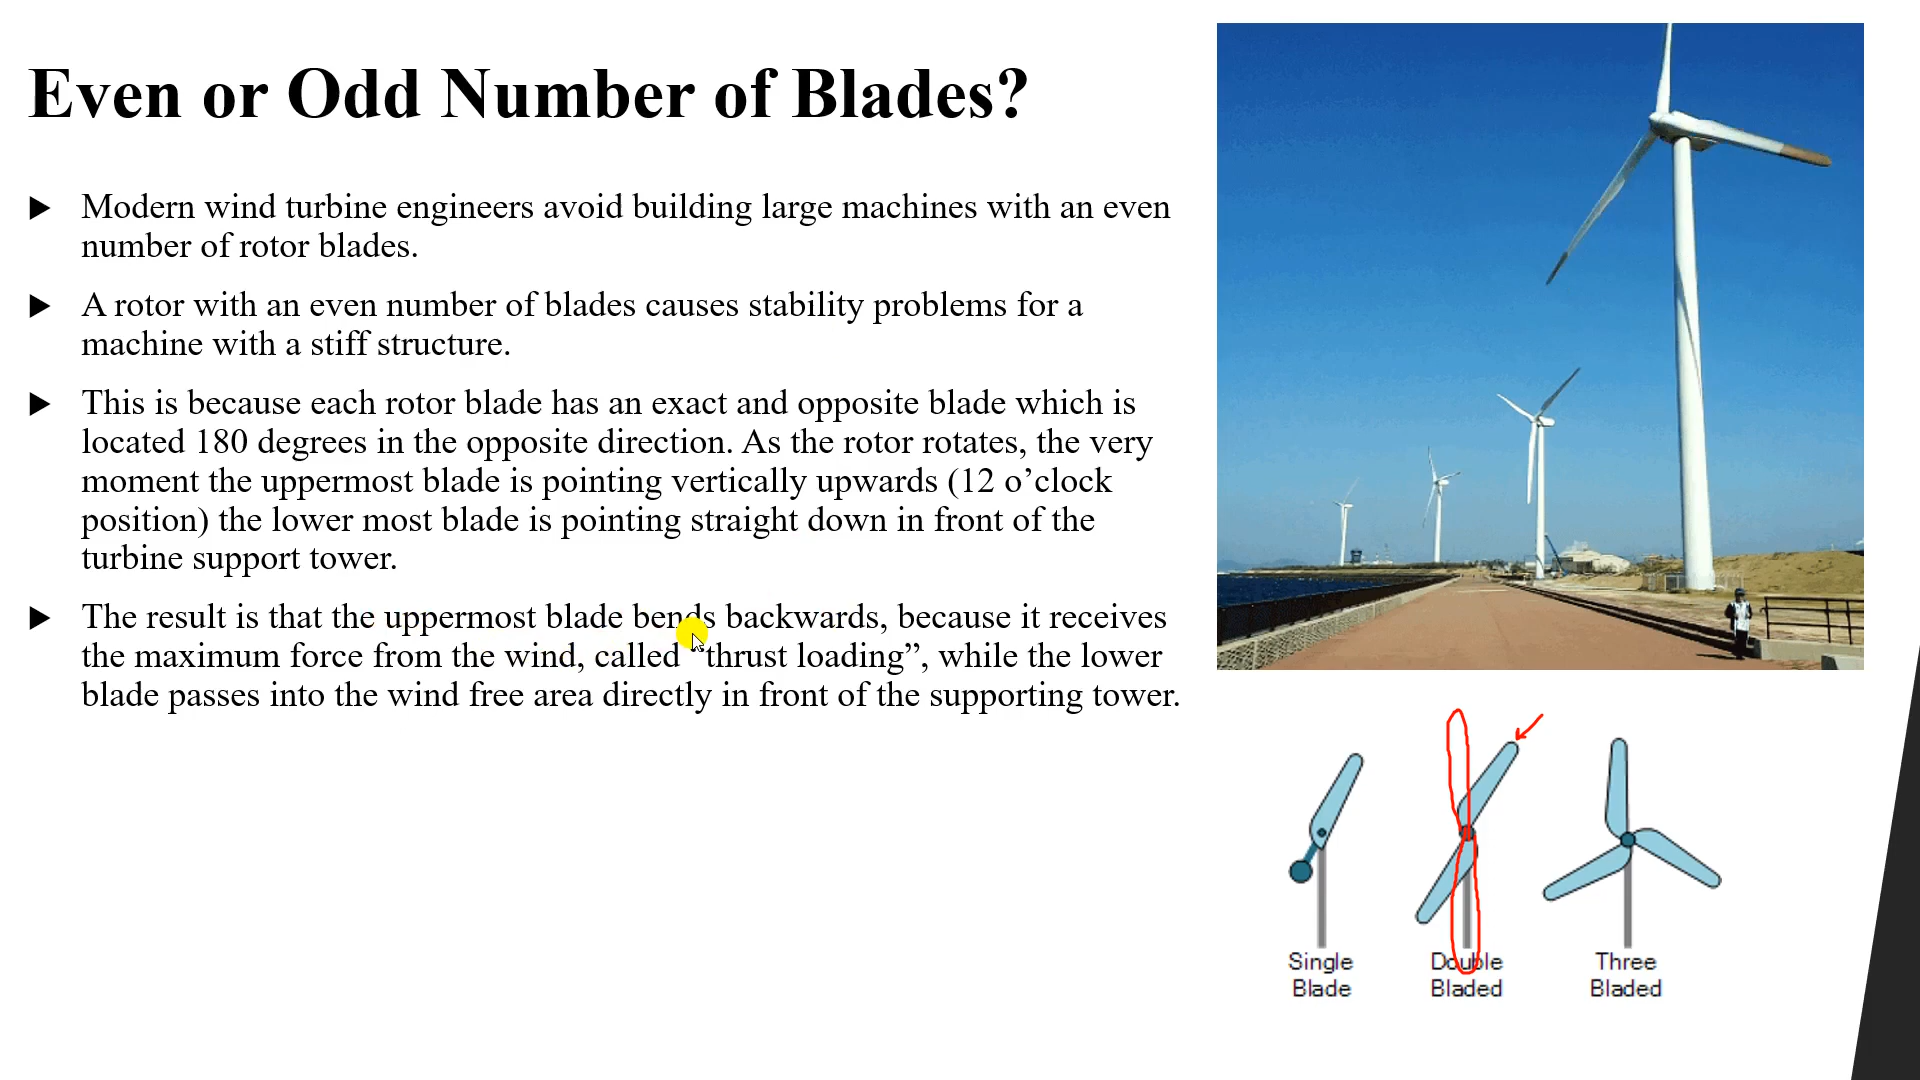 Even or Odd Number of Blades?
Modern wind turbine engineers avoid building large machines with an even
number of rotor blades.
A rotor with an even number of blades causes stability problems for a
machine with a stiff structure.
This is because each rotor blade has an exact and opposite blade which is
located 180 degrees in the opposite direction. As the rotor rotates, the very
moment the uppermost blade is pointing vertically upwards (12 o’clock
position) the lower most blade is pointing straight down in front of the
turbine support tower.
The result is that the uppermost blade bends backwards, because it receives
the maximum force from the wind, called “thrust loading”, while the lower
blade passes into the wind free area directly in front of the supporting tower.
Single
Blade
Double
Bladed
Three
Bladed